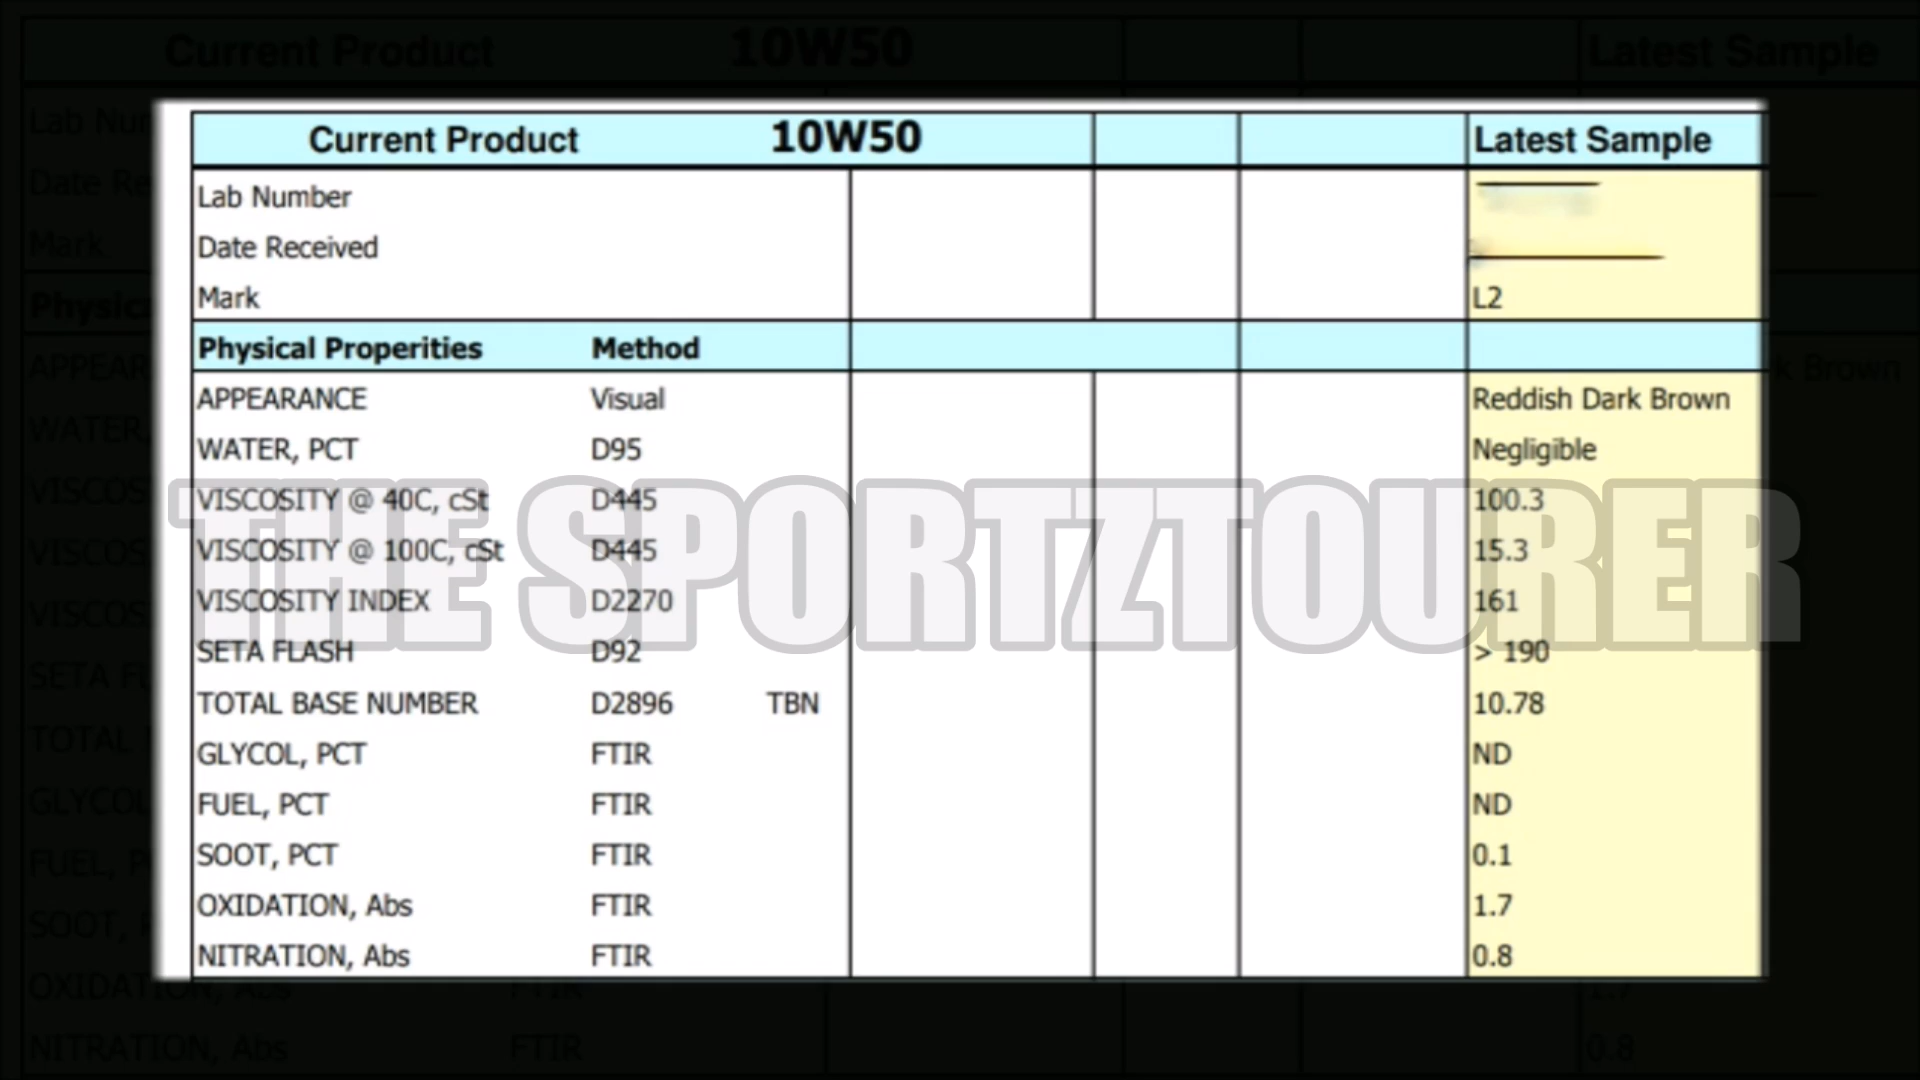 Current Product 10W50 Latest Sample
Lab Number
Date Received
Mark L2
Physical Properities Method
APPEARANCE Visual Reddish Dark Brown
WATER, PCT D95 Negligible
VISCOSITY @ 40C, cSt D445 100.3
VISCOSITY @ 100C, cSt D445 15.3
THE SPORTZTOURER
VISCOSITY INDEX D2270 161
SETA FLASH D92 > 190
TOTAL BASE NUMBER D2896 TBN 10.78
GLYCOL, PCT FTIR ND
FUEL, PCT FTIR ND
SOOT, PCT FTIR 0.1
OXIDATION, Abs FTIR 1.7
NITRATION, Abs FTIR 0.8